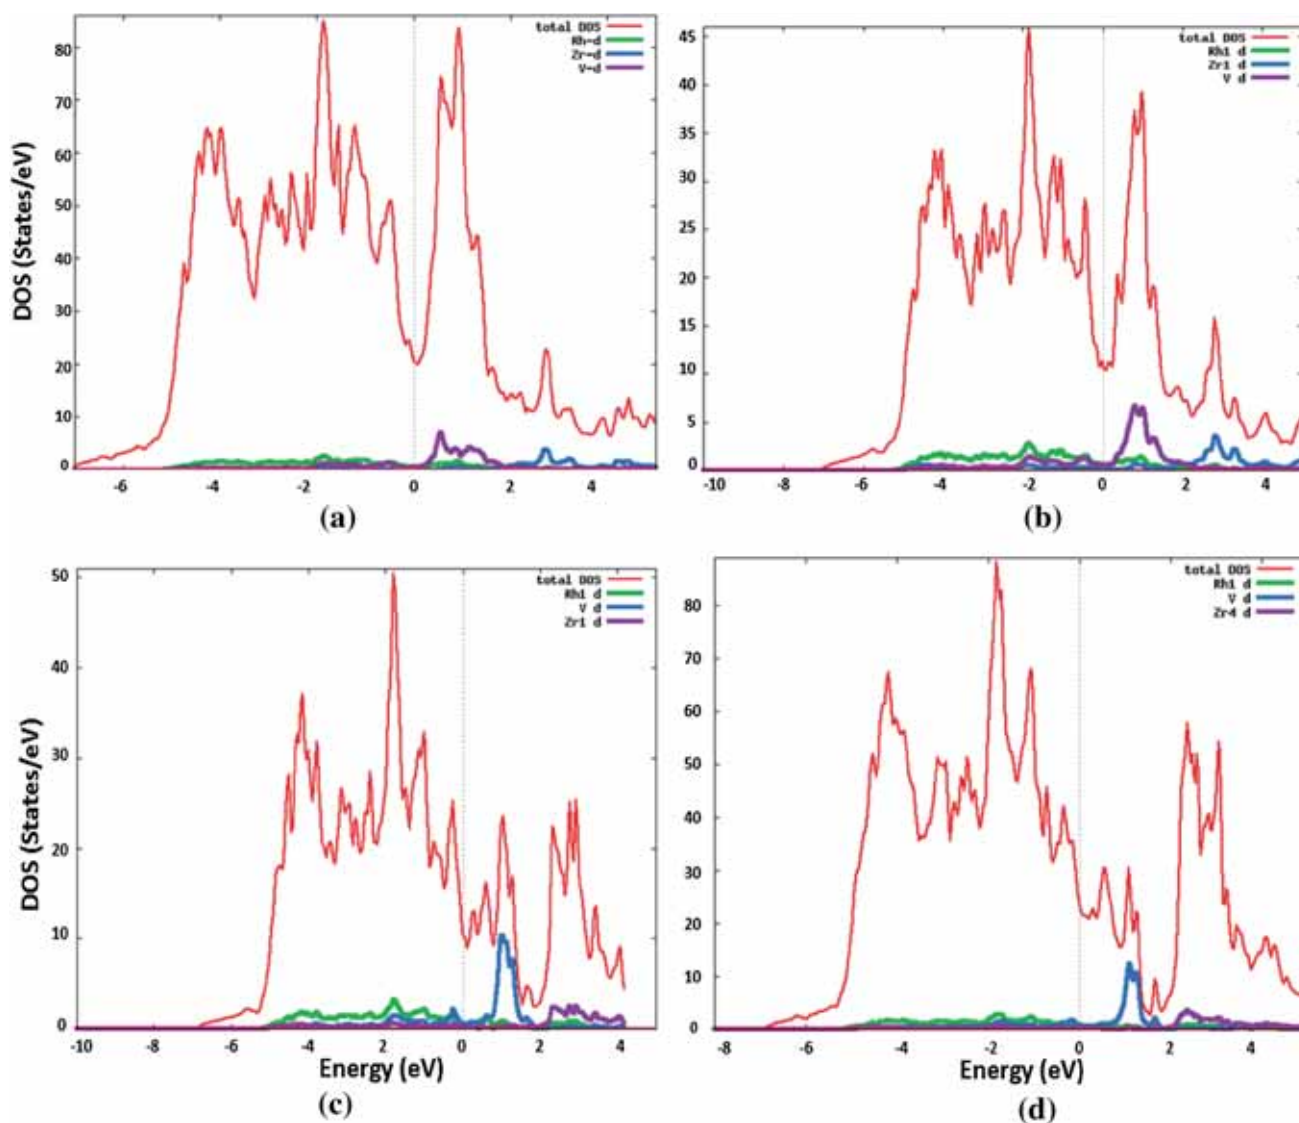 (a)
total DOS
Rh-d
Zr-d
V-d
80
70
60
50
40
30
20
10
0
DOS (States/eV)
-6 -4 -2 0 2 4
(b)
total DOS
Rh1 d
Zr1 d
V d
45
40
35
30
25
20
15
10
5
0
-10 -8 -6 -4 -2 0 2 4
(a)
(b)
50
40
30
20
10
0
DOS (States/eV)
total DOS
Rh1 d
V d
Zr1 d
-10 -8 -6 -4 -2 0 2 4
Energy (eV)
(c)
80
70
60
50
40
30
20
10
0
total DOS
Rh1 d
V d
Zr4 d
-8 -6 -4 -2 0 2 4
Energy (eV)
(d)